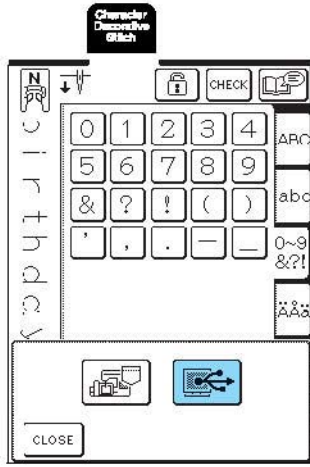 Character
Decorative
Stitch
N
CHECK
0 1 2 3 4
5 6 7 8 9
& ? ! ( )
' , . — _
ABC
abc
0~9
&?!
ÄÅä
irthday
CLOSE